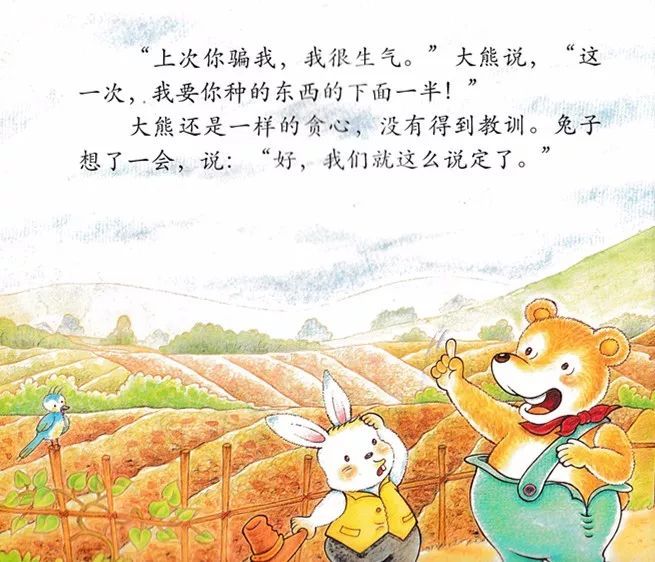 “上次你骗我，我很生气。”大熊说，“这
一次，我要你种的东西的下面一半！”
大熊还是一样的贪心，没有得到教训。兔子
想了一会，说：“好，我们就这么说定了。”